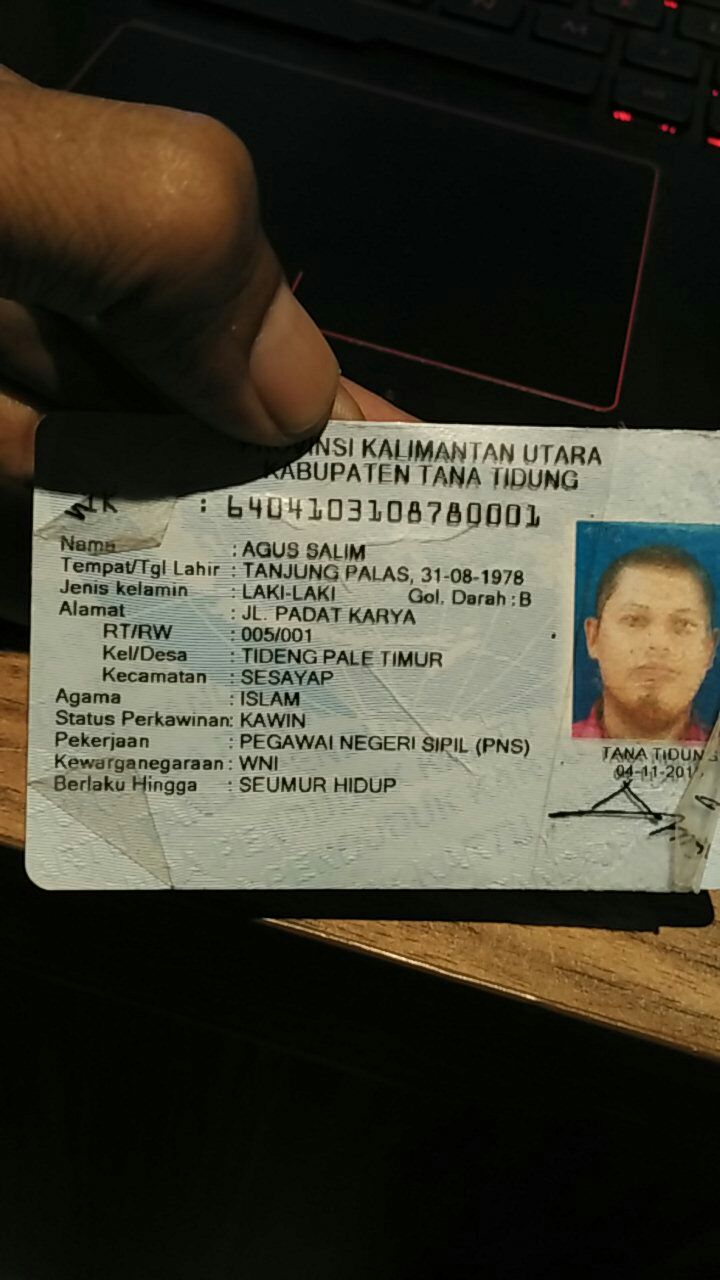 PROVINSI KALIMANTAN UTARA
KABUPATEN TANA TIDUNG
NIK : 6404103108780001
Nama : AGUS SALIM
Tempat/Tgl Lahir : TANJUNG PALAS, 31-08-1978
Jenis kelamin : LAKI-LAKI Gol. Darah : B
Alamat : JL. PADAT KARYA
RT/RW : 005/001
Kel/Desa : TIDENG PALE TIMUR
Kecamatan : SESAYAP
Agama : ISLAM
Status Perkawinan: KAWIN
Pekerjaan : PEGAWAI NEGERI SIPIL (PNS)
Kewarganegaraan: WNI
Berlaku Hingga : SEUMUR HIDUP
TANA TIDUNG
04-11-201